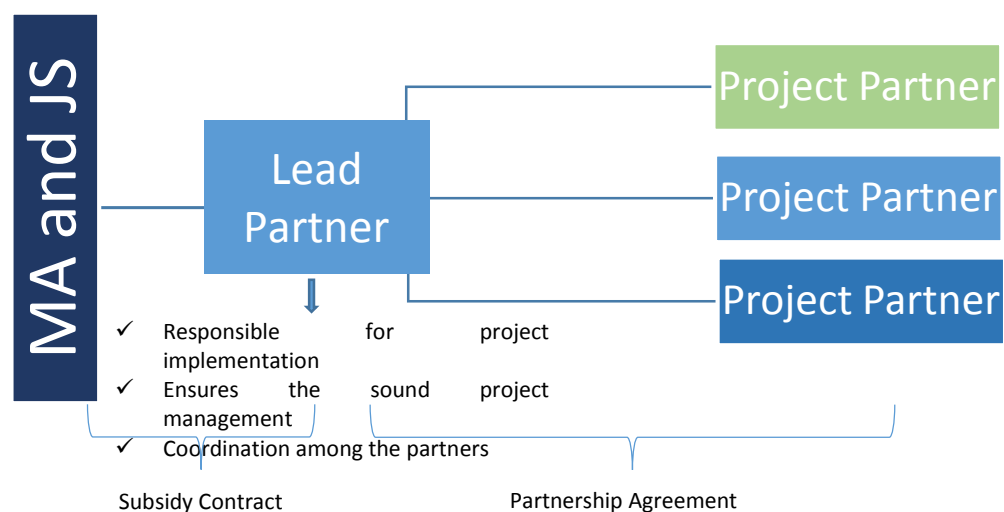 MA and JS
Lead
Partner
Project Partner
Project Partner
Project Partner
✓ Responsible for project
implementation
✓ Ensures the sound project
management
✓ Coordination among the partners
Subsidy Contract
Partnership Agreement